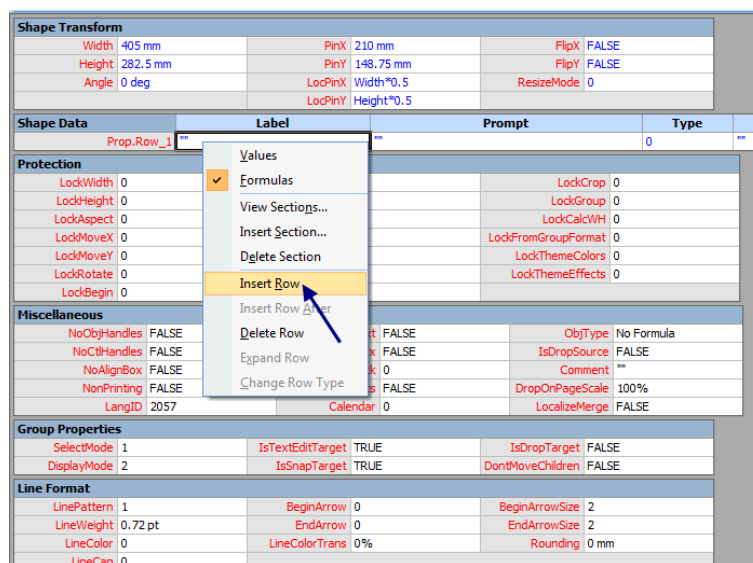 Shape Transform
Width 405 mm PinX 210 mm FlipX FALSE
Height 282.5 mm PinY 148.75 mm FlipY FALSE
Angle 0 deg LocPinX Width*0.5 ResizeMode 0
LocPinY Height*0.5
Shape Data Label Prompt Type
Prop.Row_1 "" "" 0 ""
Protection
LockWidth 0 LockCrop 0
LockHeight 0 LockGroup 0
LockAspect 0 LockCalcWH 0
LockMoveX 0 LockFromGroupFormat 0
LockMoveY 0 LockThemeColors 0
LockRotate 0 LockThemeEffects 0
LockBegin 0
Values
Formulas
View Sections...
Insert Section...
Delete Section
Insert Row
Insert Row After
Delete Row
Expand Row
Change Row Type
Miscellaneous
NoObjHandles FALSE t FALSE ObjType No Formula
NoCtlHandles FALSE x FALSE IsDropSource FALSE
NoAlignBox FALSE k 0 Comment ""
NonPrinting FALSE s FALSE DropOnPageScale 100%
LangID 2057 Calendar 0 LocalizeMerge FALSE
Group Properties
SelectMode 1 IsTextEditTarget TRUE IsDropTarget FALSE
DisplayMode 2 IsSnapTarget TRUE DontMoveChildren FALSE
Line Format
LinePattern 1 BeginArrow 0 BeginArrowSize 2
LineWeight 0.72 pt EndArrow 0 EndArrowSize 2
LineColor 0 LineColorTrans 0% Rounding 0 mm
LineCap 0